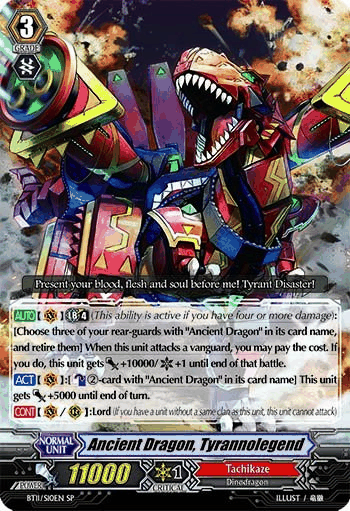 3
GRADE
Present your blood, flesh and soul before me! Tyrant Disaster!
AUTO [ ] LB4 (This ability is active if you have four or more damage):
[Choose three of your rear-guards with "Ancient Dragon" in its card name,
and retire them] When this unit attacks a vanguard, you may pay the cost. If
you do, this unit gets +10000/ +1 until end of that battle.
ACT [ ]:[ ②-card with "Ancient Dragon" in its card name] This unit
gets +5000 until end of turn.
CONT [ / ]:Lord (If you have a unit without a same clan as this unit, this unit cannot attack)
NORMAL UNIT
Ancient Dragon, Tyrannolegend
11000
POWER
1
CRITICAL
Tachikaze
Dinodragon
BT11/S10EN SP
ILLUST / 竜徹